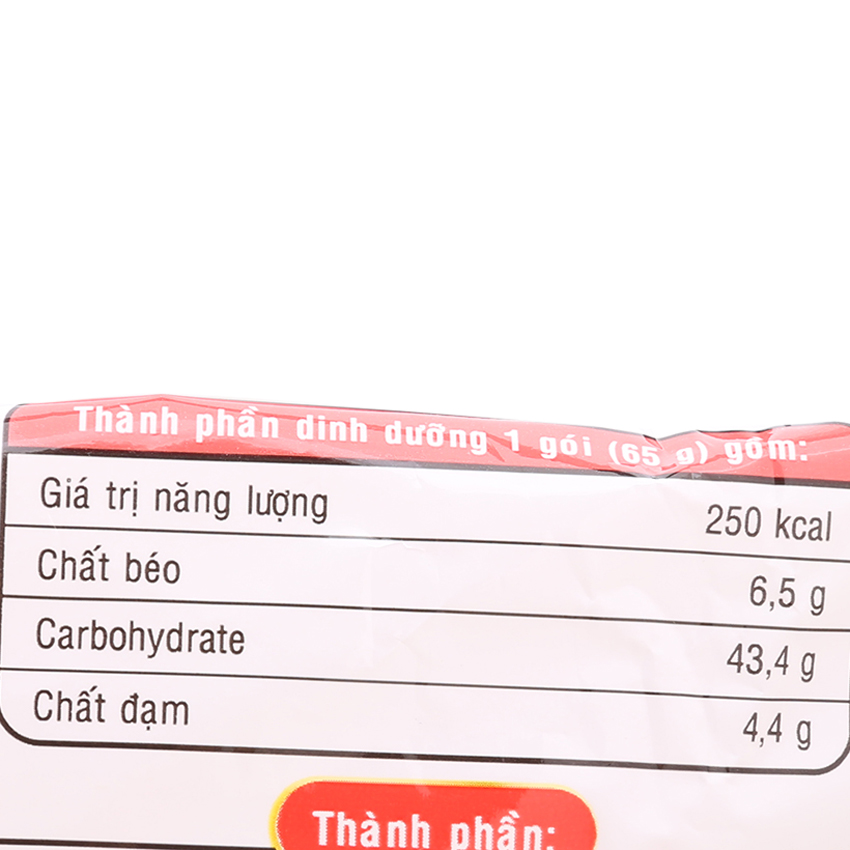 Thành phần dinh dưỡng 1 gói (65 g) gồm:
Giá trị năng lượng 250 kcal
Chất béo 6,5 g
Carbohydrate 43,4 g
Chất đạm 4,4 g
Thành phần: